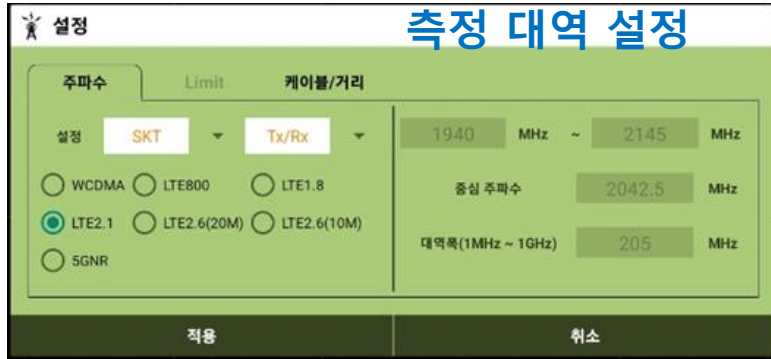 설정
측정 대역 설정
주파수 Limit 케이블/거리
설정 SKT Tx/Rx
WCDMA LTE800 LTE1.8
LTE2.1 LTE2.6(20M) LTE2.6(10M)
5GNR
1940 MHz ~ 2145 MHz
중심 주파수 2042.5 MHz
대역폭(1MHz ~ 1GHz) 205 MHz
적용 취소